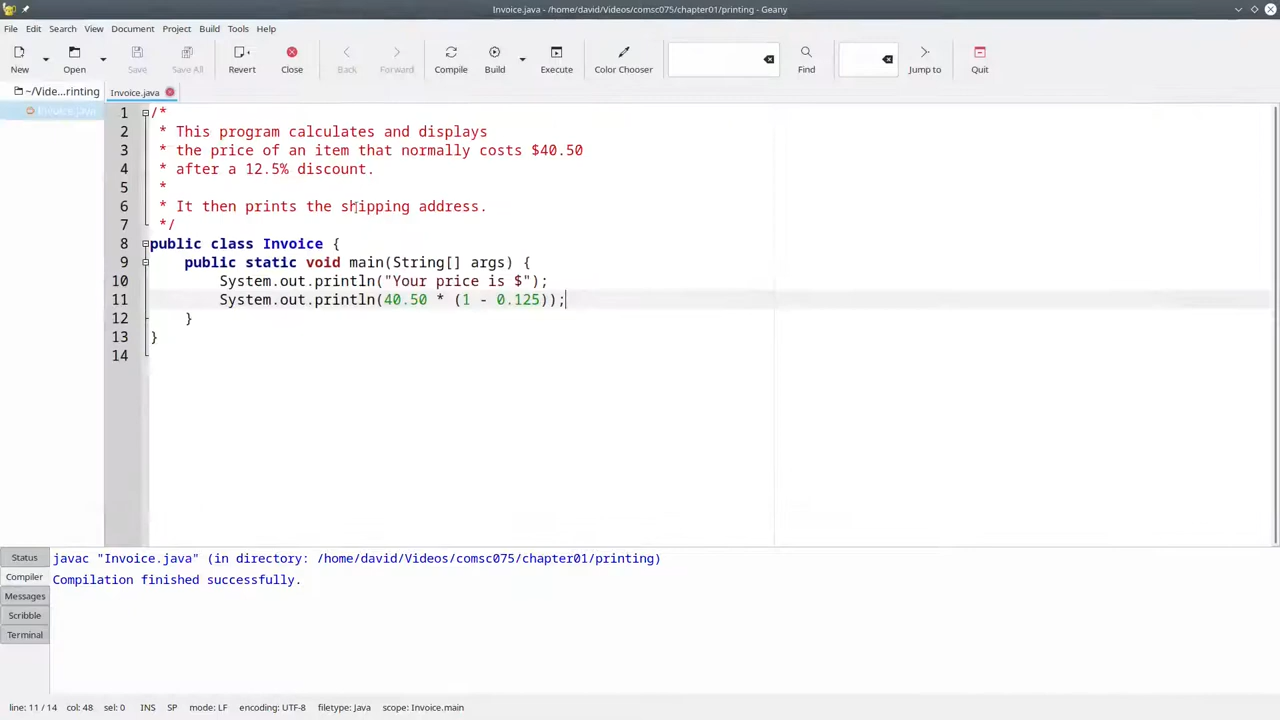 Invoice.java - /home/david/Videos/comsc075/chapter01/printing - Geany
File Edit Search View Document Project Build Tools Help
New Open Save Save All Revert Close Back Forward Compile Build Execute Color Chooser Find Jump to Quit
~/Vide...rinting
Invoice.java
Invoice.java
1 /*
2 * This program calculates and displays
3 * the price of an item that normally costs $40.50
4 * after a 12.5% discount.
5 *
6 * It then prints the shipping address.
7 */
8 public class Invoice {
9 public static void main(String[] args) {
10 System.out.println("Your price is $");
11 System.out.println(40.50 * (1 - 0.125));
12 }
13 }
14
Status
Compiler
Messages
Scribble
Terminal
javac "Invoice.java" (in directory: /home/david/Videos/comsc075/chapter01/printing)
Compilation finished successfully.
line: 11 / 14 col: 48 sel: 0 INS SP mode: LF encoding: UTF-8 filetype: Java scope: Invoice.main